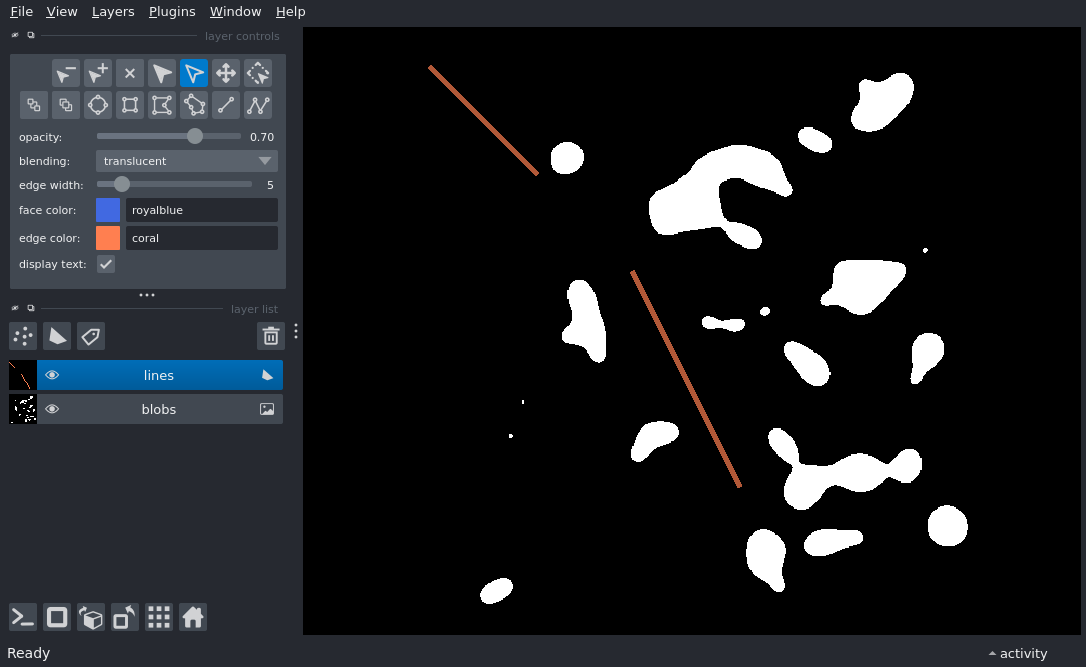 File View Layers Plugins Window Help
layer controls
opacity: 0.70
blending: translucent
edge width: 5
face color: royalblue
edge color: coral
display text:
layer list
lines
blobs
Ready activity